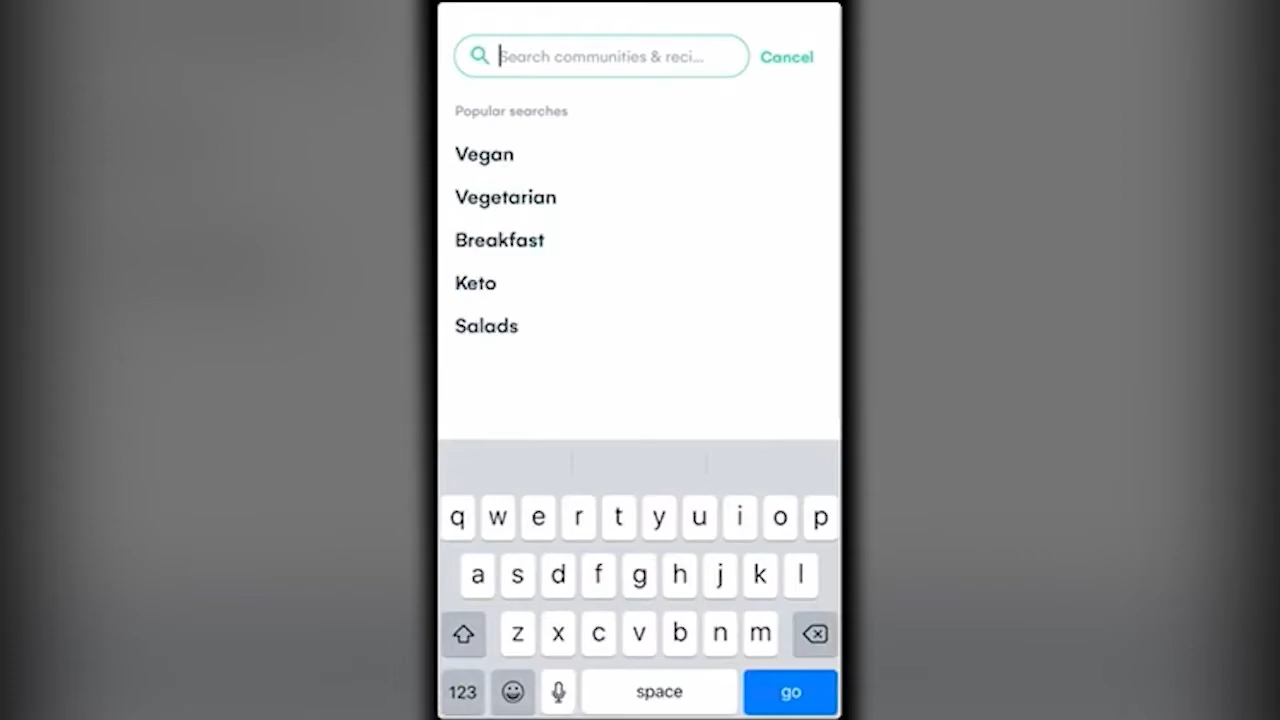 Search communities & reci...
Cancel
Popular searches
Vegan
Vegetarian
Breakfast
Keto
Salads
q w e r t y u i o p
a s d f g h j k l
z x c v b n m
123 space go